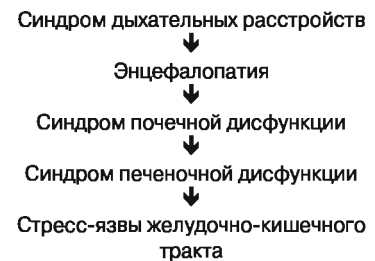 Синдром дыхательных расстройств
Энцефалопатия
Синдром почечной дисфункции
Синдром печеночной дисфункции
Стресс-язвы желудочно-кишечного
тракта